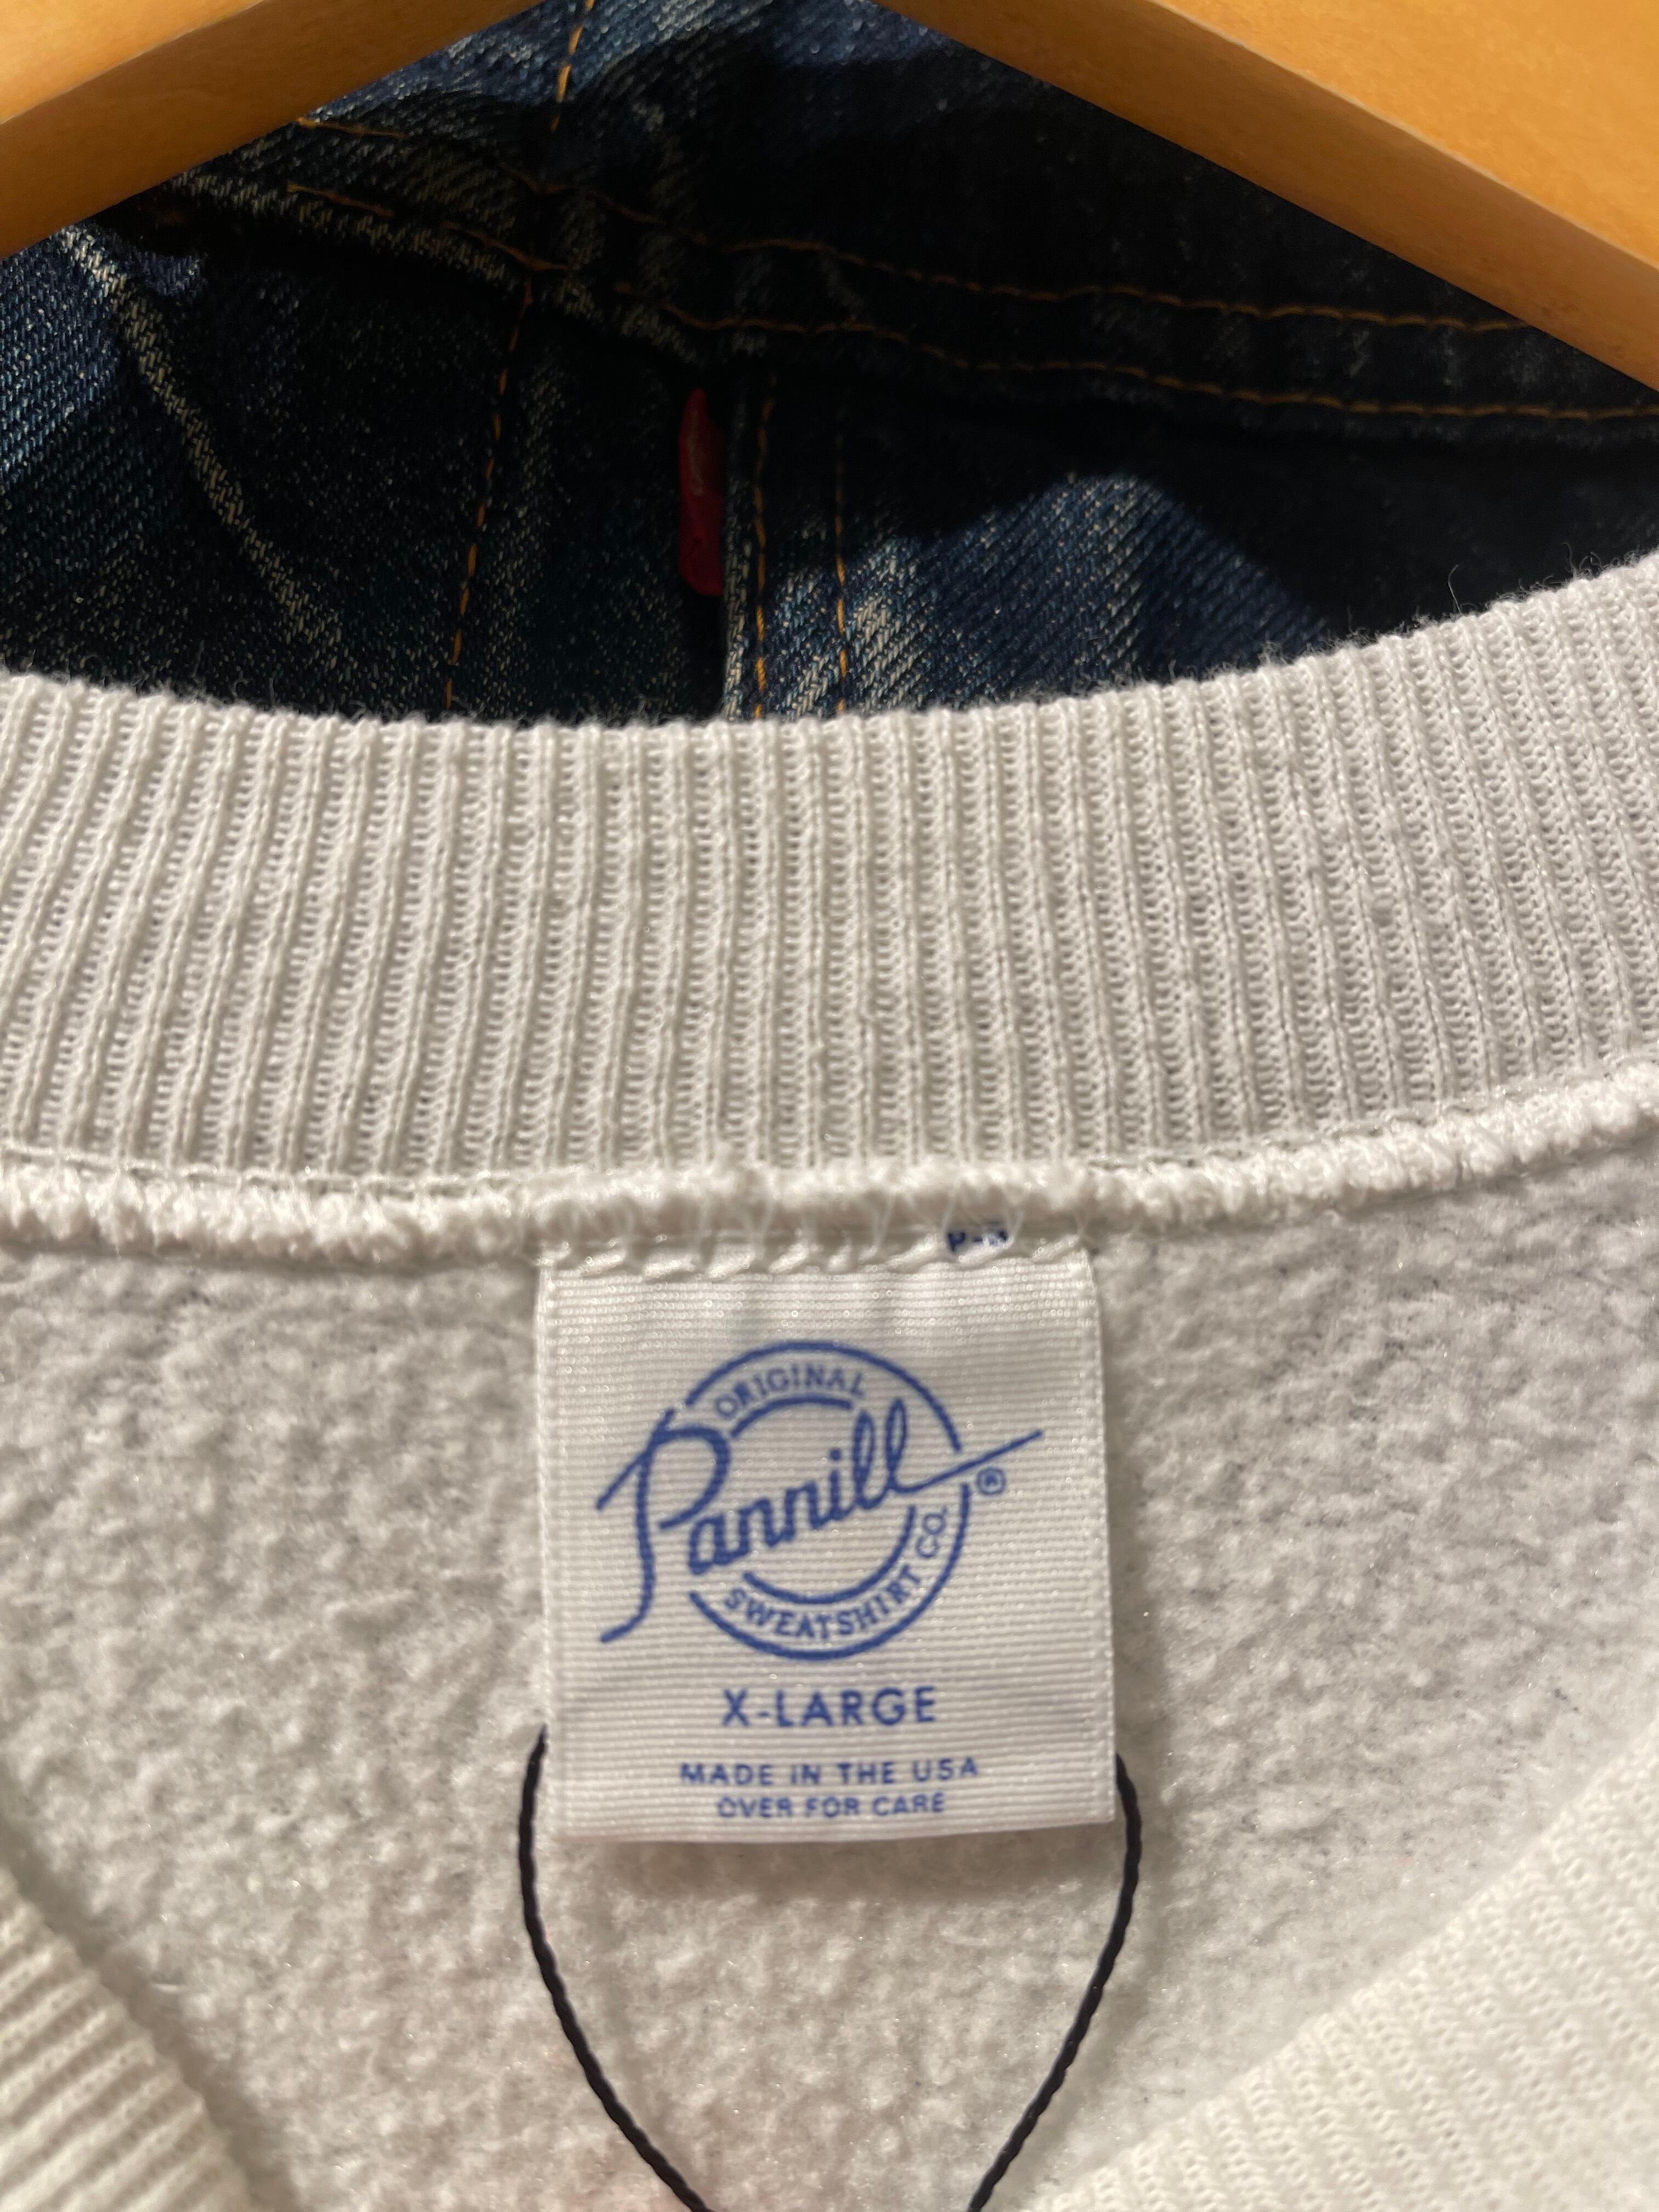 ORIGINAL
Pannill®
SWEATSHIRT CO.
X-LARGE
MADE IN THE USA
OVER FOR CARE